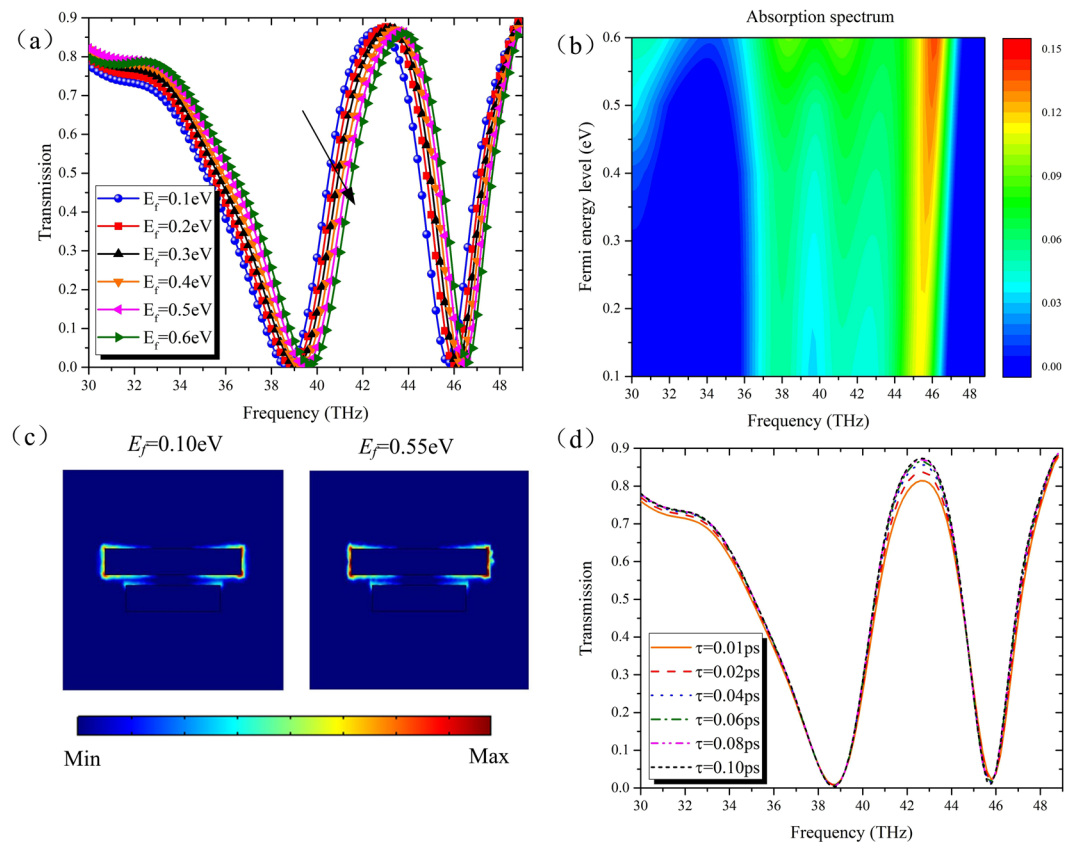 (a)
Transmission
0.9
0.8
0.7
0.6
0.5
0.4
0.3
0.2
0.1
0.0
E_f=0.1eV
E_f=0.2eV
E_f=0.3eV
E_f=0.4eV
E_f=0.5eV
E_f=0.6eV
30 32 34 36 38 40 42 44 46 48
Frequency (THz)
(b)
Absorption spectrum
Fermi energy level (eV)
0.6
0.5
0.4
0.3
0.2
0.1
30 32 34 36 38 40 42 44 46 48
Frequency (THz)
0.15
0.12
0.09
0.06
0.03
0.00
(c)
E_f=0.10eV
E_f=0.55eV
Min
Max
(d)
Transmission
0.9
0.8
0.7
0.6
0.5
0.4
0.3
0.2
0.1
0.0
τ=0.01ps
τ=0.02ps
τ=0.04ps
τ=0.06ps
τ=0.08ps
τ=0.10ps
30 32 34 36 38 40 42 44 46 48
Frequency (THz)